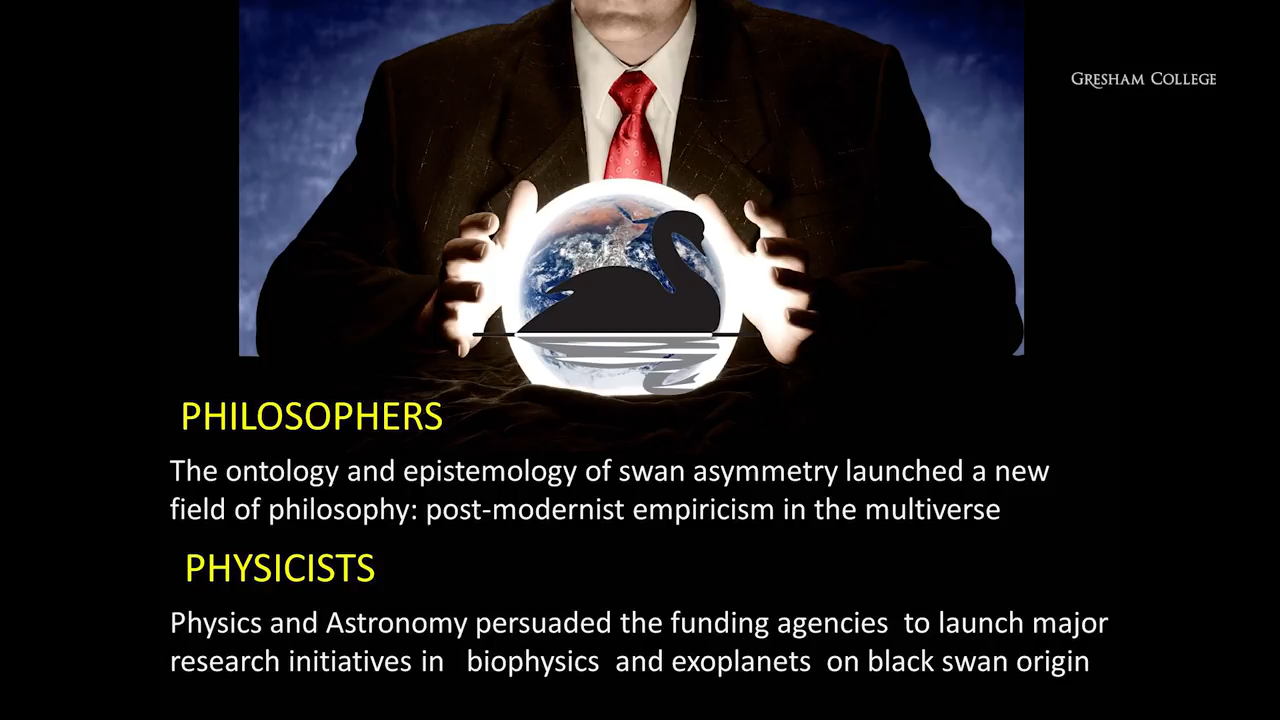 GRESHAM COLLEGE
PHILOSOPHERS
The ontology and epistemology of swan asymmetry launched a new
field of philosophy: post-modernist empiricism in the multiverse
PHYSICISTS
Physics and Astronomy persuaded the funding agencies to launch major
research initiatives in biophysics and exoplanets on black swan origin